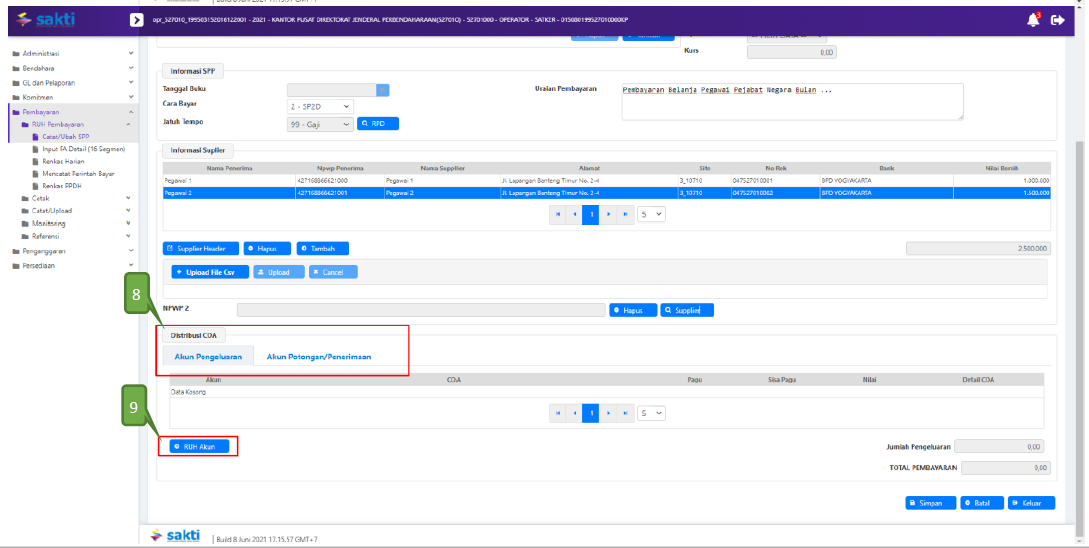 sakti
opr_527010_199503152016122001 - 2021 - KANTOR PUSAT DIREKTORAT JENDERAL PERBENDAHARAAN(527010) - 52701000 - OPERATOR - SATKER - 015080199527010000KP
Administrasi
Bendahara
GL dan Pelaporan
Komitmen
Pembayaran
RUH Pembayaran
Catat/Ubah SPP
Input FA Detail (16 Segmen)
Renkas Harian
Mencatat Perintah Bayar
Renkas PPDH
Cetak
Catat/Upload
Monitoring
Referensi
Penganggaran
Persediaan
Kurs 0,00
Informasi SPP
Tanggal Buku
Uraian Pembayaran Pembayaran Belanja Pegawai Pejabat Negara Bulan ...
Cara Bayar 2 - SP2D
Jatuh Tempo 99 - Gaji RPD
Informasi Suplier
Nama Penerima Npwp Penerima Nama Supplier Alamat Site No Rek Bank Nilai Bersih
Pegawai 1 427168866621000 Pegawai 1 Jl. Lapangan Banteng Timur No. 2-4 3_10710 047527010001 BPD YOGYAKARTA 1.000.000
Pegawai 2 427168866621001 Pegawai 2 Jl. Lapangan Banteng Timur No. 2-4 3_10710 047527010002 BPD YOGYAKARTA 1.500.000
1 5
Supplier Header Hapus Tambah 2.500.000
Upload File Csv Upload Cancel
8
NPWP 2 Hapus Supplier
Distribusi COA
Akun Pengeluaran Akun Potongan/Penerimaan
Akun COA Pagu Sisa Pagu Nilai Detail COA
Data Kosong
9
1 5
RUH Akun
Jumlah Pengeluaran 0,00
TOTAL PEMBAYARAN 0,00
Simpan Batal Keluar
sakti | Build 8 Juni 2021 17.15.57 GMT+7